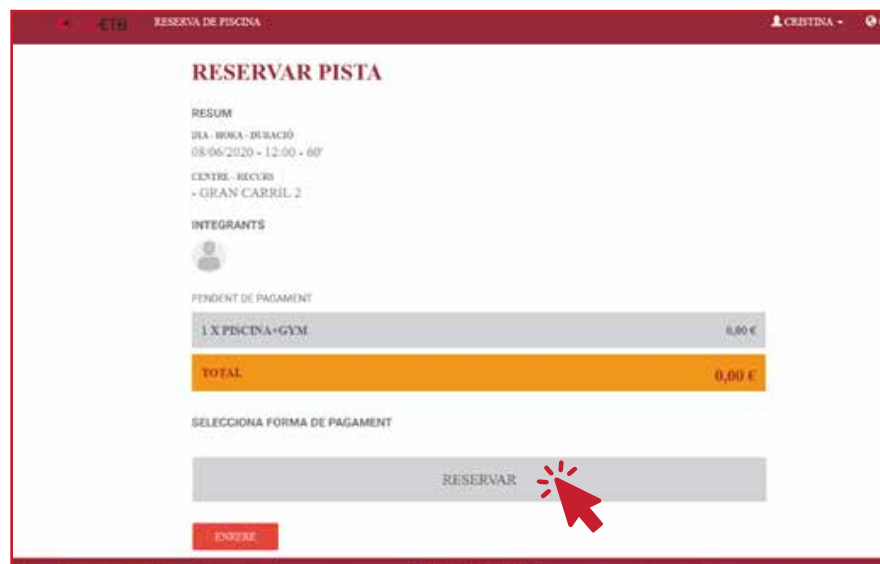 ETB RESERVA DE PISCINA CRISTINA
RESERVAR PISTA
RESUM
DIA - HORA - DURACIÓ
08/06/2020 - 12:00 - 60'
CENTRE - RECURS
- GRAN CARRIL 2
INTEGRANTS
PENDENT DE PAGAMENT
1 X PISCINA+GYM 0,00 €
TOTAL 0,00 €
SELECCIONA FORMA DE PAGAMENT
RESERVAR
ENRERE